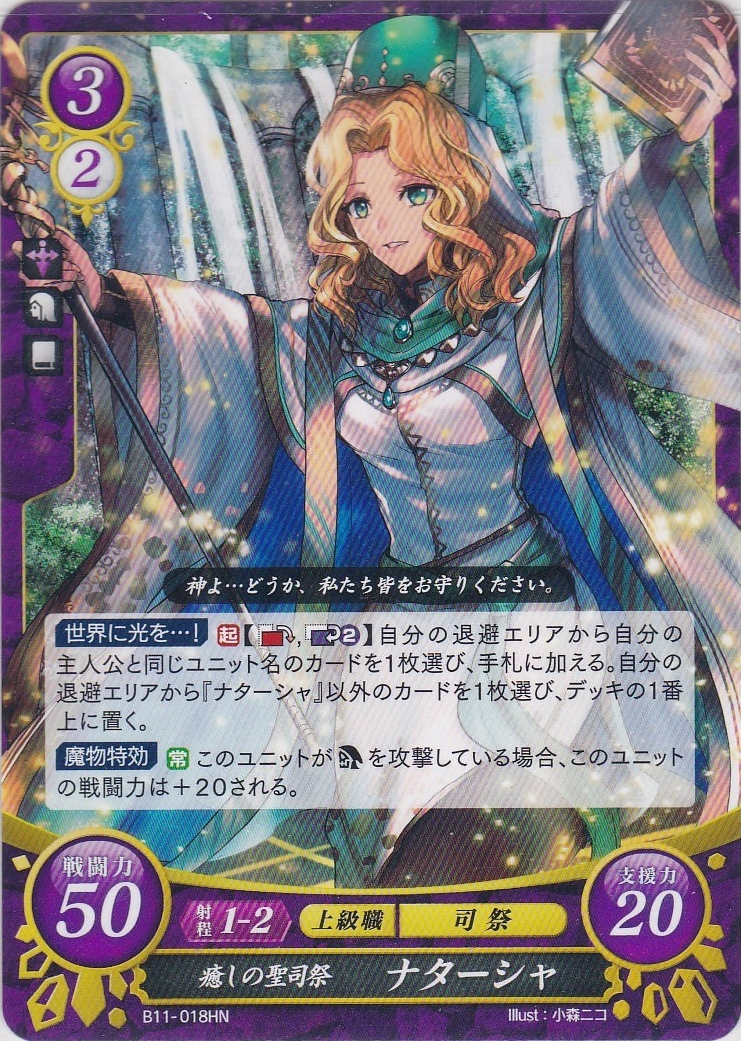 3
2
神よ…どうか、私たち皆をお守りください。
世界に光を…! 起【 , 2】自分の退避エリアから自分の
主人公と同じユニット名のカードを1枚選び、手札に加える。自分の
退避エリアから『ナターシャ』以外のカードを1枚選び、デッキの1番
上に置く。
魔物特効 常 このユニットが を攻撃している場合、このユニット
の戦闘力は+20される。
戦闘力
50
射程 1-2 上級職 司祭
支援力
20
癒しの聖司祭 ナターシャ
B11-018HN Illust:小森ニコ